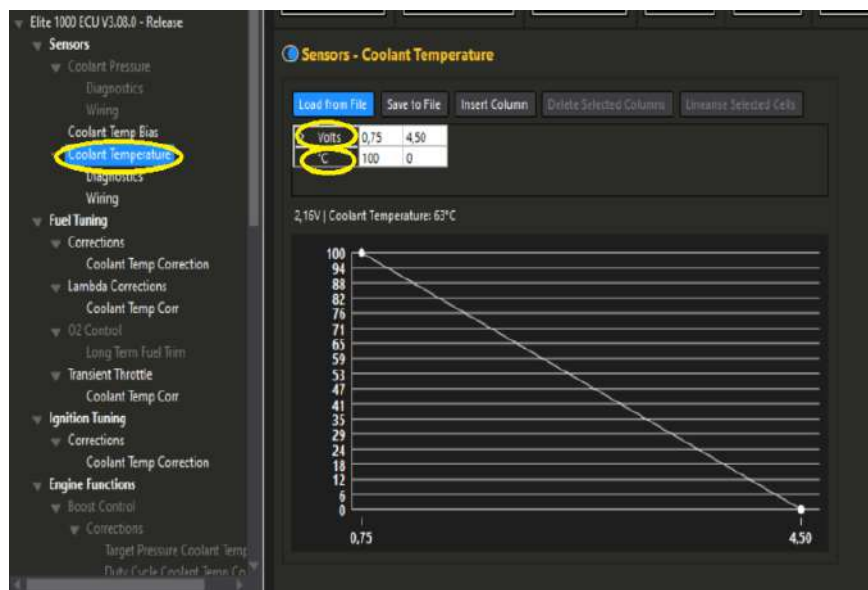 Elite 1000 ECU V3.08.0 - Release
Sensors
Coolant Pressure
Diagnostics
Wiring
Coolant Temp Bias
Coolant Temperature
Diagnostics
Wiring
Fuel Tuning
Corrections
Coolant Temp Correction
Lambda Corrections
Coolant Temp Corr
O2 Control
Long Term Fuel Trim
Transient Throttle
Coolant Temp Corr
Ignition Tuning
Corrections
Coolant Temp Correction
Engine Functions
Boost Control
Corrections
Target Pressure Coolant Temp
Duty Cycle Coolant Temp Co
Sensors - Coolant Temperature
Load from File Save to File Insert Column Delete Selected Columns Linearise Selected Cells
Volts 0,75 4,50
°C 100 0
2,16V | Coolant Temperature: 63°C
100
94
88
82
76
71
65
59
53
47
41
35
29
24
18
12
6
0
0,75 4,50